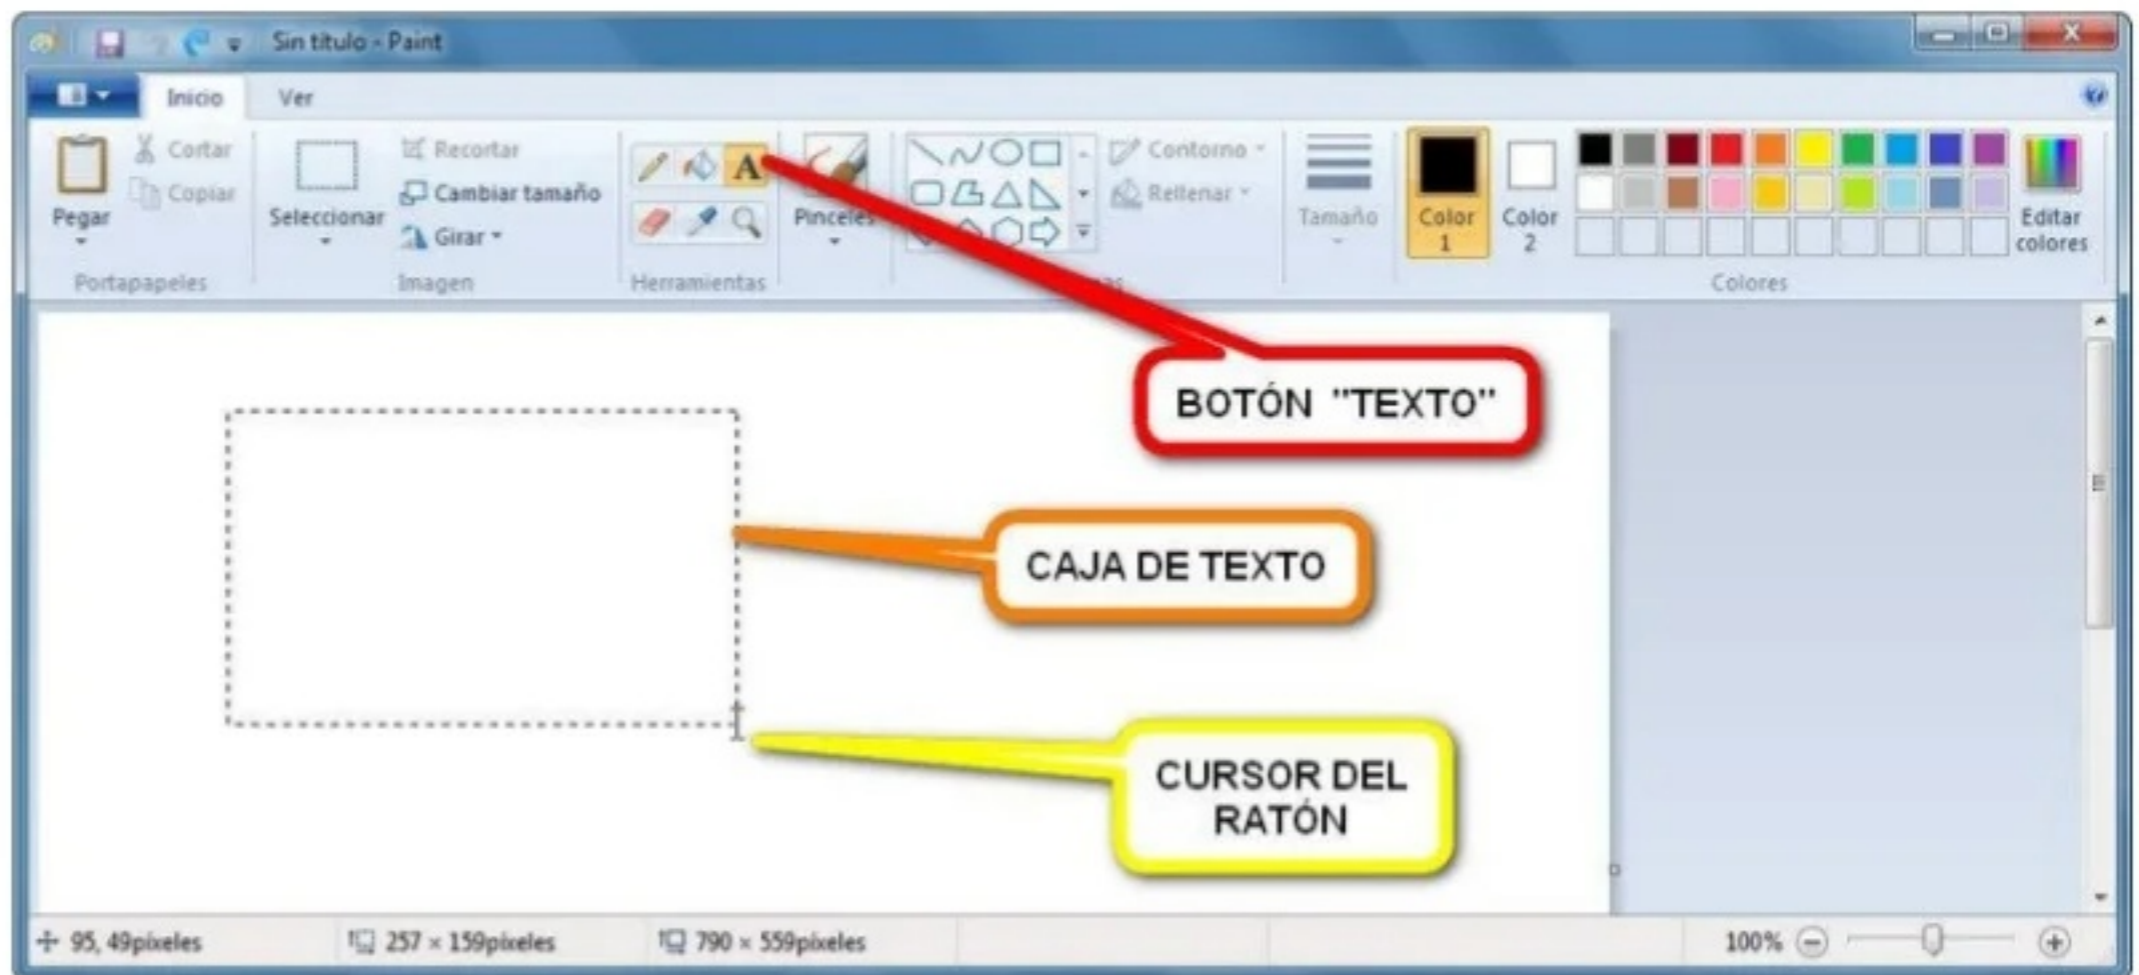 Sin título - Paint
Inicio Ver
Cortar Recortar A Contorno
Copiar Cambiar tamaño Rellenar
Pegar Seleccionar Girar Pinceles Tamaño Color 1 Color 2 Editar colores
Portapapeles Imagen Herramientas Colores
BOTÓN "TEXTO"
CAJA DE TEXTO
CURSOR DEL
RATÓN
95, 49píxeles 257 × 159píxeles 790 × 559píxeles 100%